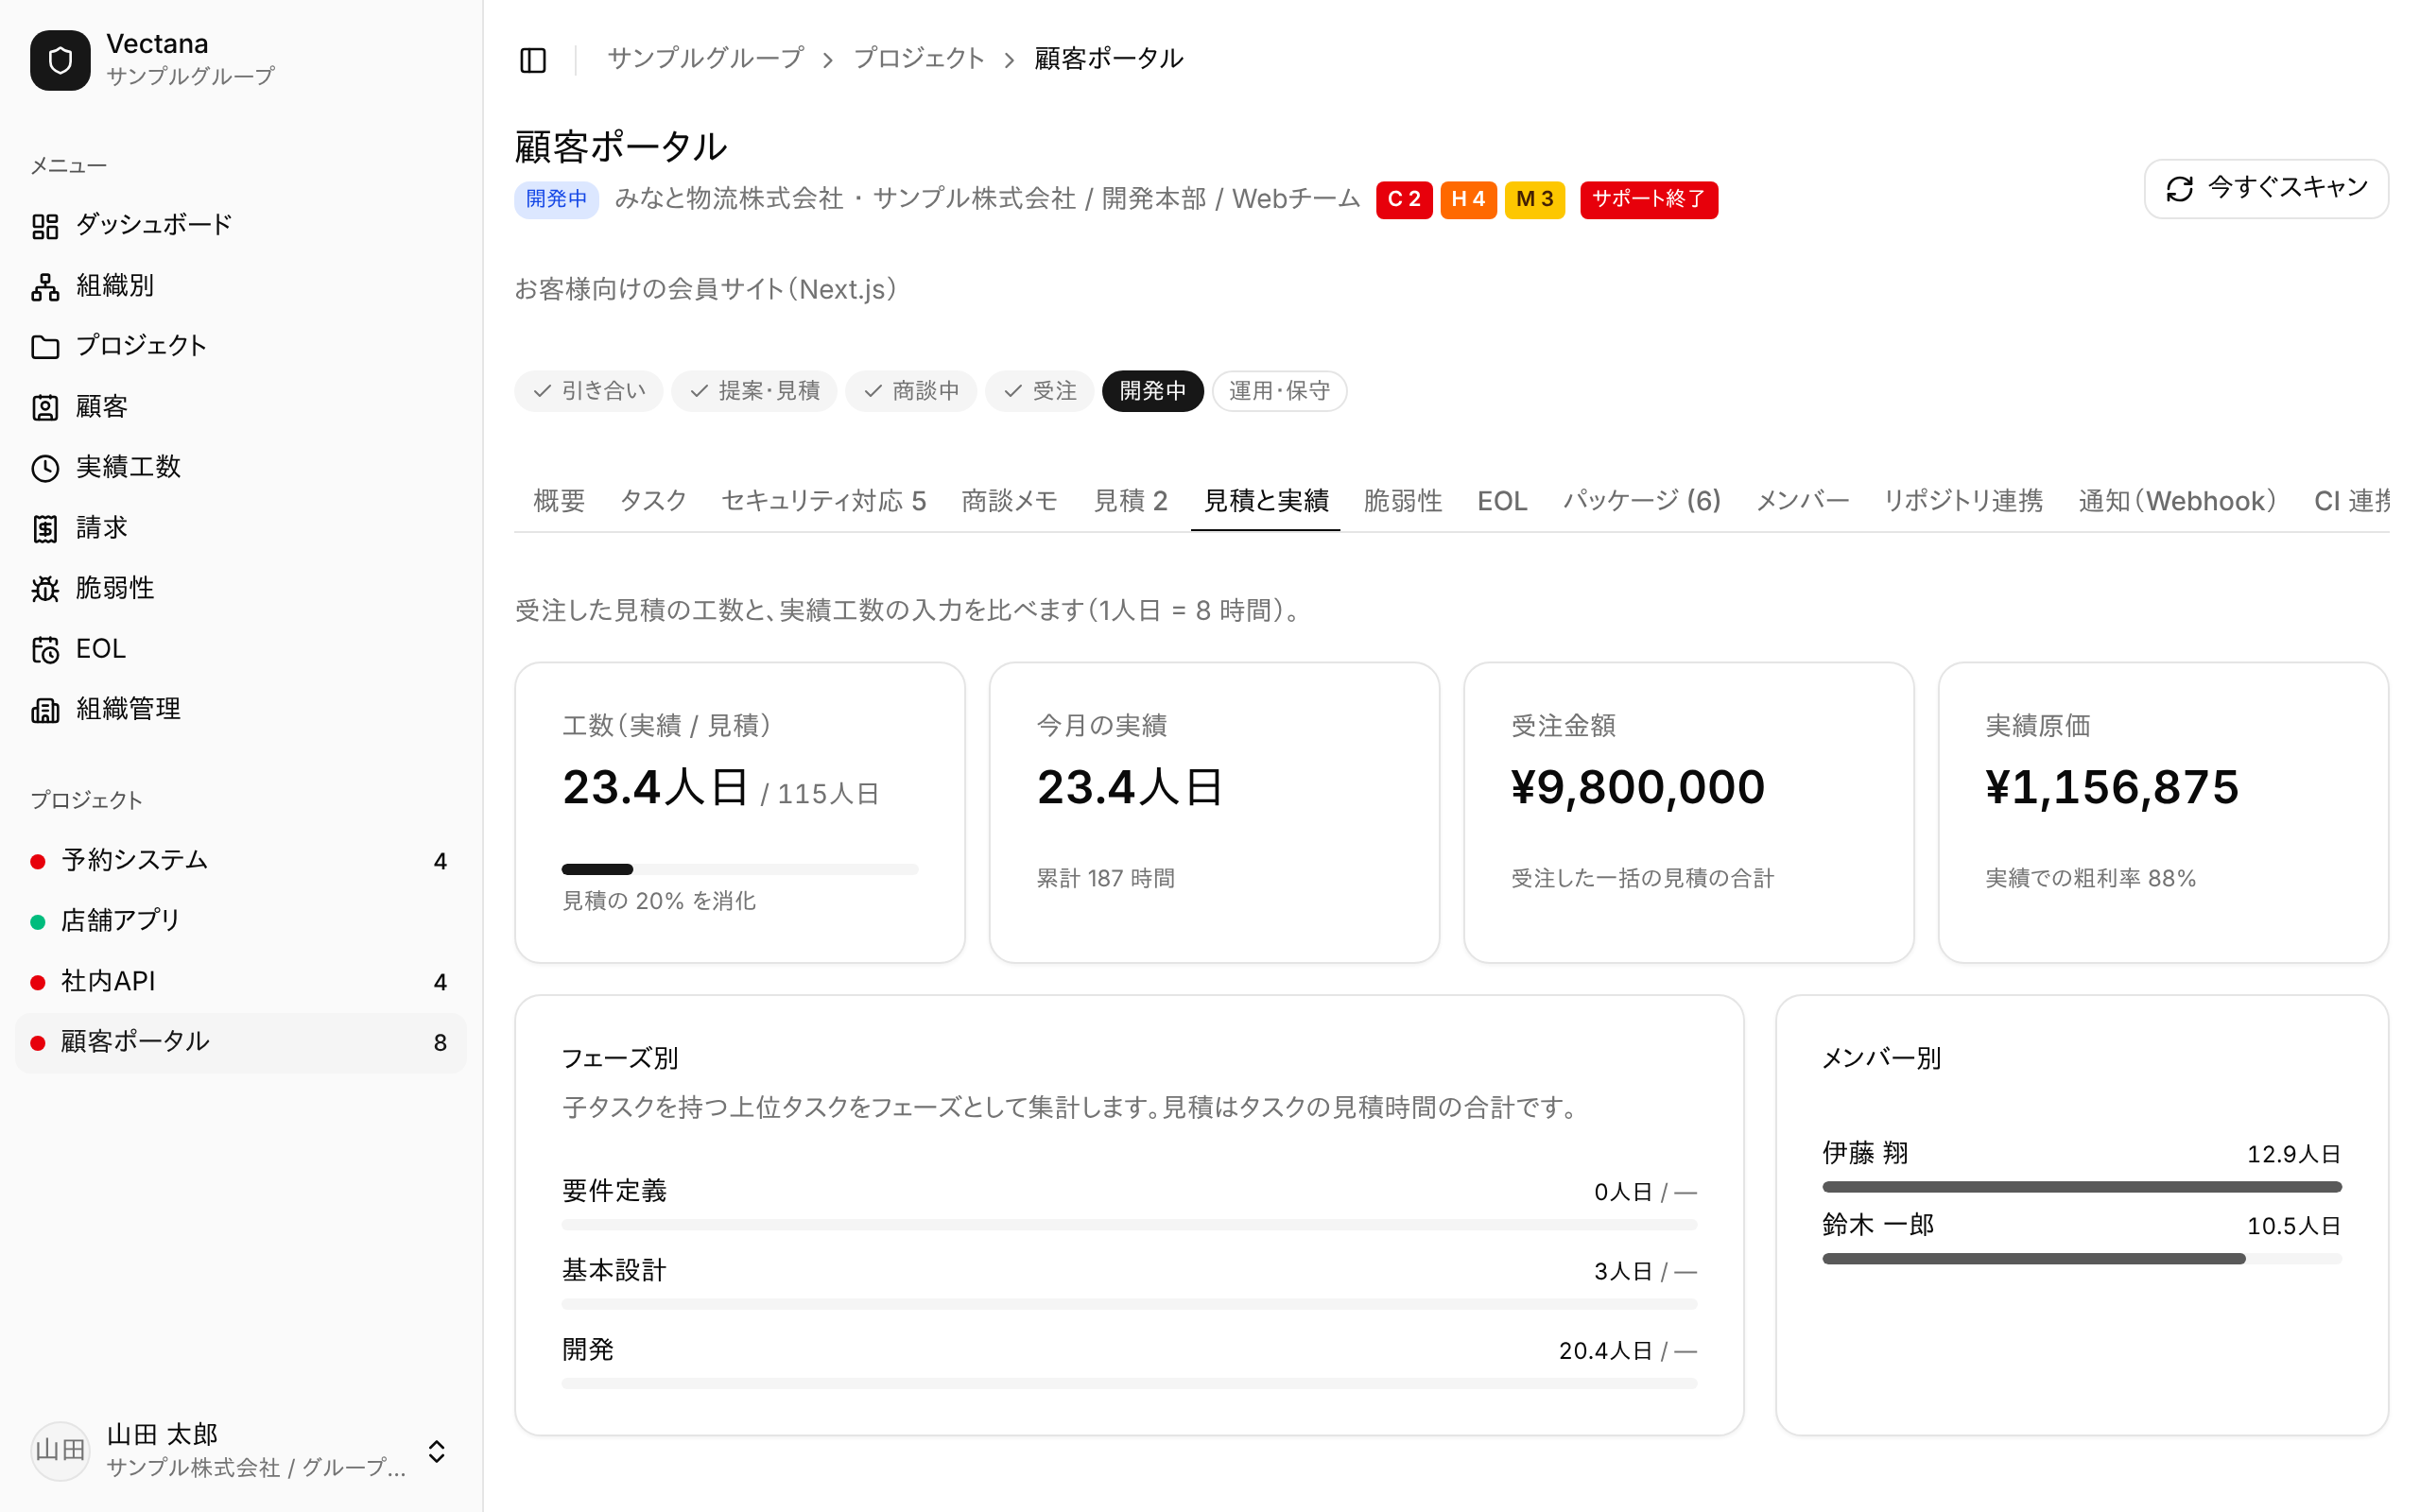 Vectana
サンプルグループ
メニュー
ダッシュボード
組織別
プロジェクト
顧客
実績工数
請求
脆弱性
EOL
組織管理
プロジェクト
予約システム 4
店舗アプリ
社内API 4
顧客ポータル 8
山田
山田 太郎
サンプル株式会社 / グループ...
サンプルグループ > プロジェクト > 顧客ポータル
顧客ポータル
開発中 みなと物流株式会社・サンプル株式会社 / 開発本部 / Webチーム C 2 H 4 M 3 サポート終了
今すぐスキャン
お客様向けの会員サイト(Next.js)
引き合い 提案・見積 商談中 受注 開発中 運用・保守
概要 タスク セキュリティ対応 5 商談メモ 見積 2 見積と実績 脆弱性 EOL パッケージ (6) メンバー リポジトリ連携 通知(Webhook) CI 連携
受注した見積の工数と、実績工数の入力を比べます(1人日 = 8 時間)。
工数(実績 / 見積)
23.4人日 / 115人日
見積の 20% を消化
今月の実績
23.4人日
累計 187 時間
受注金額
¥9,800,000
受注した一括の見積の合計
実績原価
¥1,156,875
実績での粗利率 88%
フェーズ別
子タスクを持つ上位タスクをフェーズとして集計します。見積はタスクの見積時間の合計です。
要件定義 0人日 / —
基本設計 3人日 / —
開発 20.4人日 / —
メンバー別
伊藤 翔 12.9人日
鈴木 一郎 10.5人日